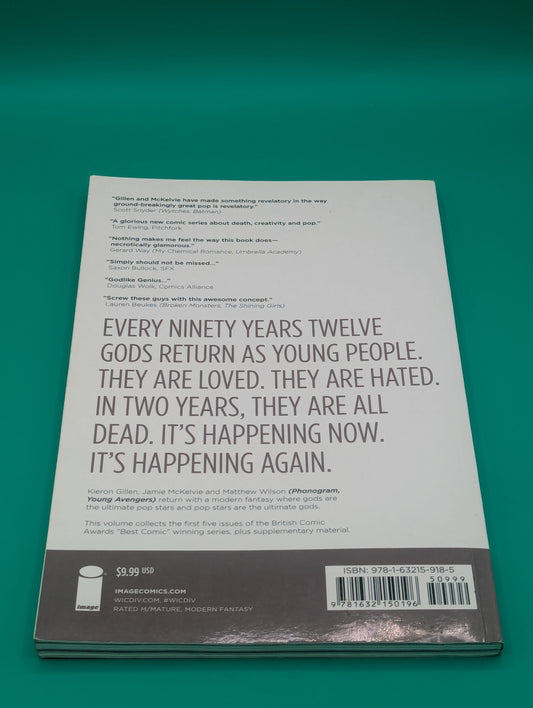 "Gillen and McKelvie have made something revelatory in the way
ground-breakingly great pop is revelatory."
Scott Snyder (Wytches, Batman)
"A glorious new comic series about death, creativity and pop."
Tom Ewing, Pitchfork
"Nothing makes me feel the way this book does—
necrotically glamorous."
Gerard Way (My Chemical Romance, Umbrella Academy)
"Simply should not be missed..."
Saxon Bullock, SFX
"Godlike Genius..."
Douglas Wolk, Comics Alliance
"Screw these guys with this awesome concept."
Lauren Beukes (Broken Monsters, The Shining Girls)
EVERY NINETY YEARS TWELVE
GODS RETURN AS YOUNG PEOPLE.
THEY ARE LOVED. THEY ARE HATED.
IN TWO YEARS, THEY ARE ALL
DEAD. IT'S HAPPENING NOW.
IT'S HAPPENING AGAIN.
Kieron Gillen, Jamie McKelvie and Matthew Wilson (Phonogram,
Young Avengers) return with a modern fantasy where gods are
the ultimate pop stars and pop stars are the ultimate gods.
This volume collects the first five issues of the British Comic
Awards "Best Comic" winning series, plus supplementary material.
image
$9.99 USD
IMAGECOMICS.COM
WICDIV.COM, #WICDIV
RATED M/MATURE, MODERN FANTASY
ISBN: 978-1-63215-918-5
50999
9 781632 150196